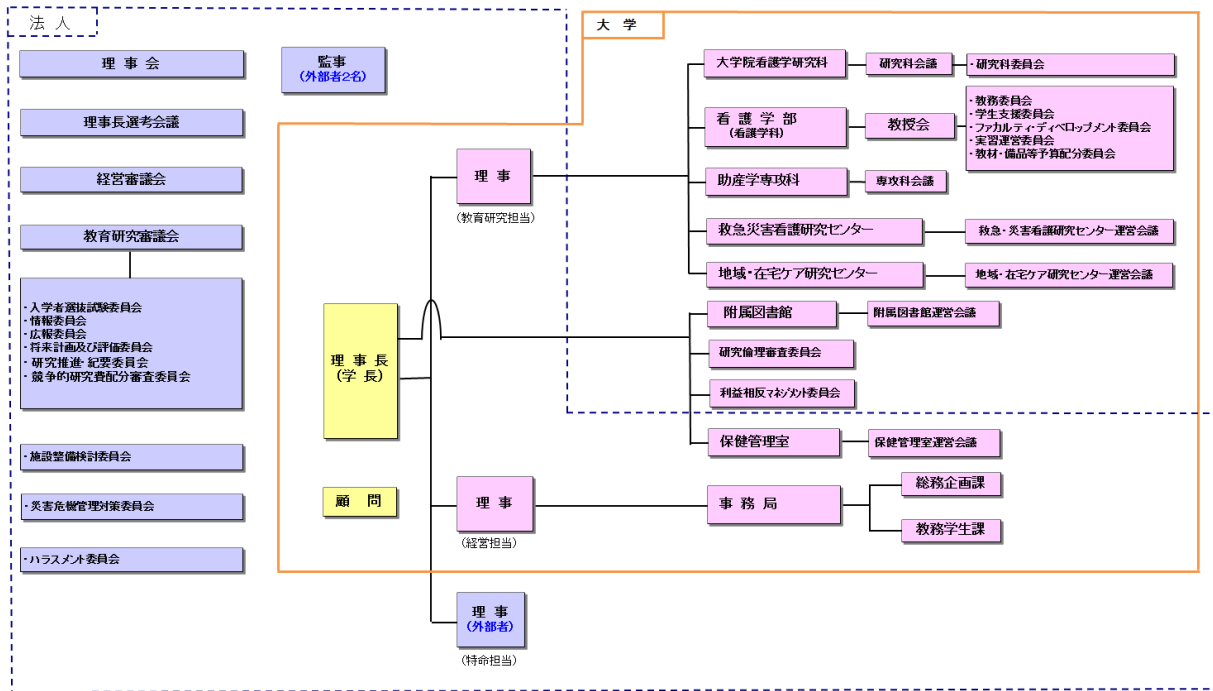 法 人
理 事 会
理事長選考会議
経営審議会
教育研究審議会
・入学者選抜試験委員会
・情報委員会
・広報委員会
・将来計画及び評価委員会
・研究推進・紀要委員会
・競争的研究費配分審査委員会
・施設整備検討委員会
・災害危機管理対策委員会
・ハラスメント委員会
監事
(外部者2名)
理 事 長
(学 長)
顧 問
理 事
(教育研究担当)
理 事
(経営担当)
理 事
(外部者)
(特命担当)
大 学
大学院看護学研究科
研究科会議
・研究科委員会
看 護 学 部
(看護学科)
教授会
・教務委員会
・学生支援委員会
・ファカルティ・ディベロップメント委員会
・実習運営委員会
・教材・備品等予算配分委員会
助産学専攻科
専攻科会議
救急災害看護研究センター
救急・災害看護研究センター運営会議
地域・在宅ケア研究センター
地域・在宅ケア研究センター運営会議
附属図書館
附属図書館運営会議
研究倫理審査委員会
利益相反マネジメント委員会
保健管理室
保健管理室運営会議
事 務 局
総務企画課
教務学生課